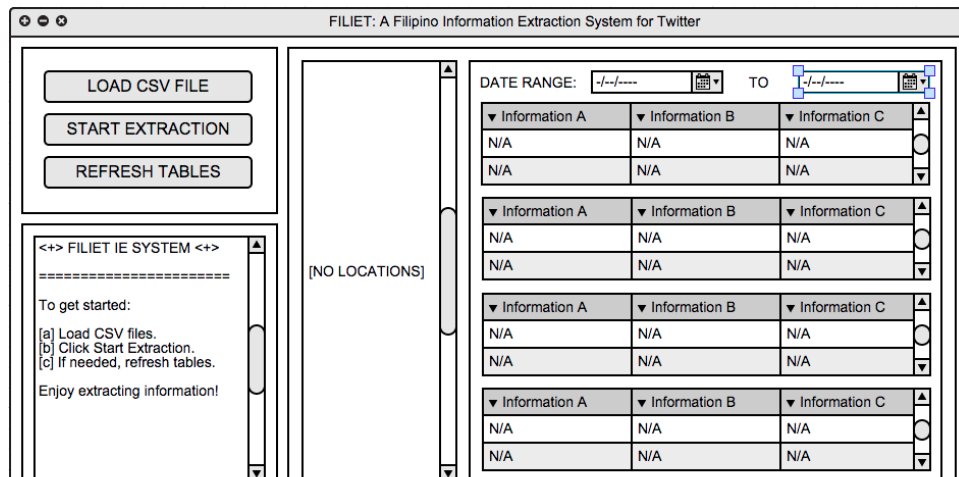 FILIET: A Filipino Information Extraction System for Twitter
LOAD CSV FILE
START EXTRACTION
REFRESH TABLES
<+> FILIET IE SYSTEM <+>
=======================
To get started:
[a] Load CSV files.
[b] Click Start Extraction.
[c] If needed, refresh tables.
Enjoy extracting information!
[NO LOCATIONS]
DATE RANGE: -/--/---- TO -/--/----
Information A Information B Information C
N/A N/A N/A
N/A N/A N/A
Information A Information B Information C
N/A N/A N/A
N/A N/A N/A
Information A Information B Information C
N/A N/A N/A
N/A N/A N/A
Information A Information B Information C
N/A N/A N/A
N/A N/A N/A